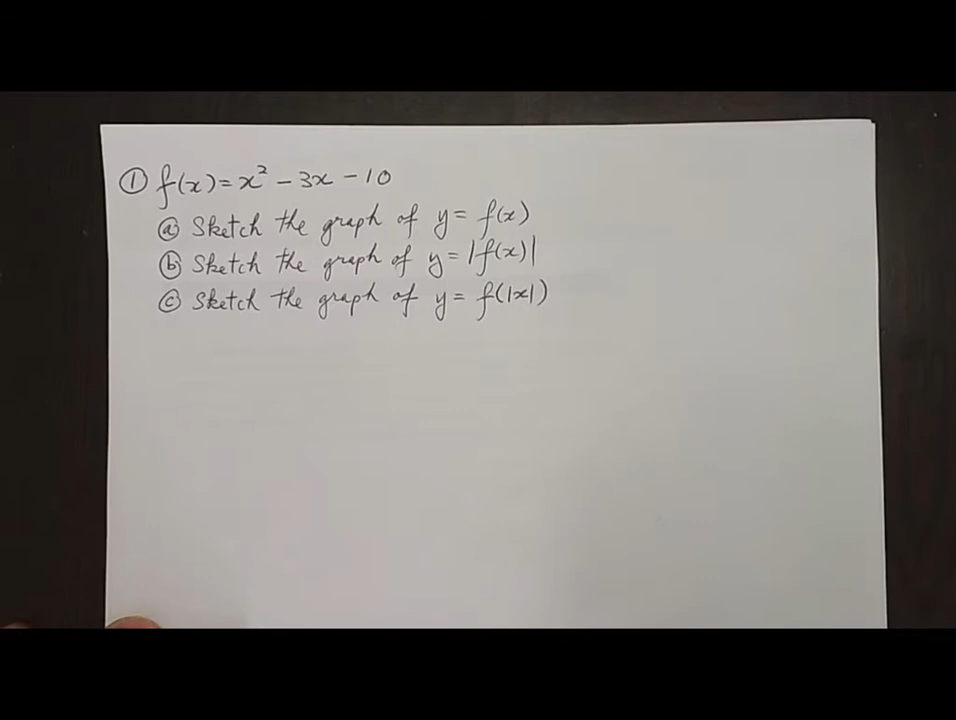 ① f(x) = x² - 3x - 10
ⓐ Sketch the graph of y = f(x)
ⓑ Sketch the graph of y = |f(x)|
ⓒ Sketch the graph of y = f(|x|)